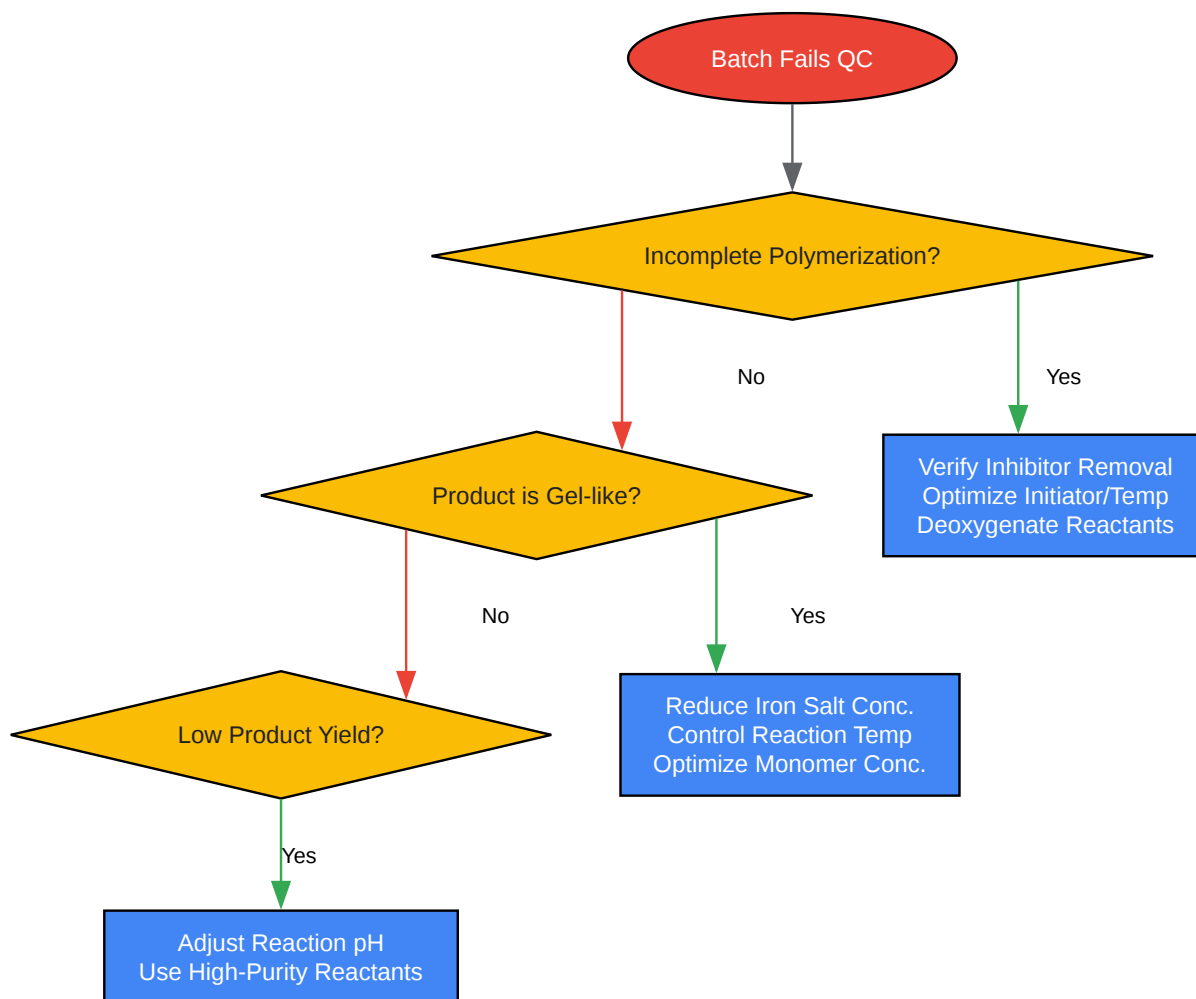 Batch Fails QC
Incomplete Polymerization?
No
Yes
Verify Inhibitor Removal
Optimize Initiator/Temp
Deoxygenate Reactants
Product is Gel-like?
No
Yes
Reduce Iron Salt Conc.
Control Reaction Temp
Optimize Monomer Conc.
Low Product Yield?
Yes
Adjust Reaction pH
Use High-Purity Reactants